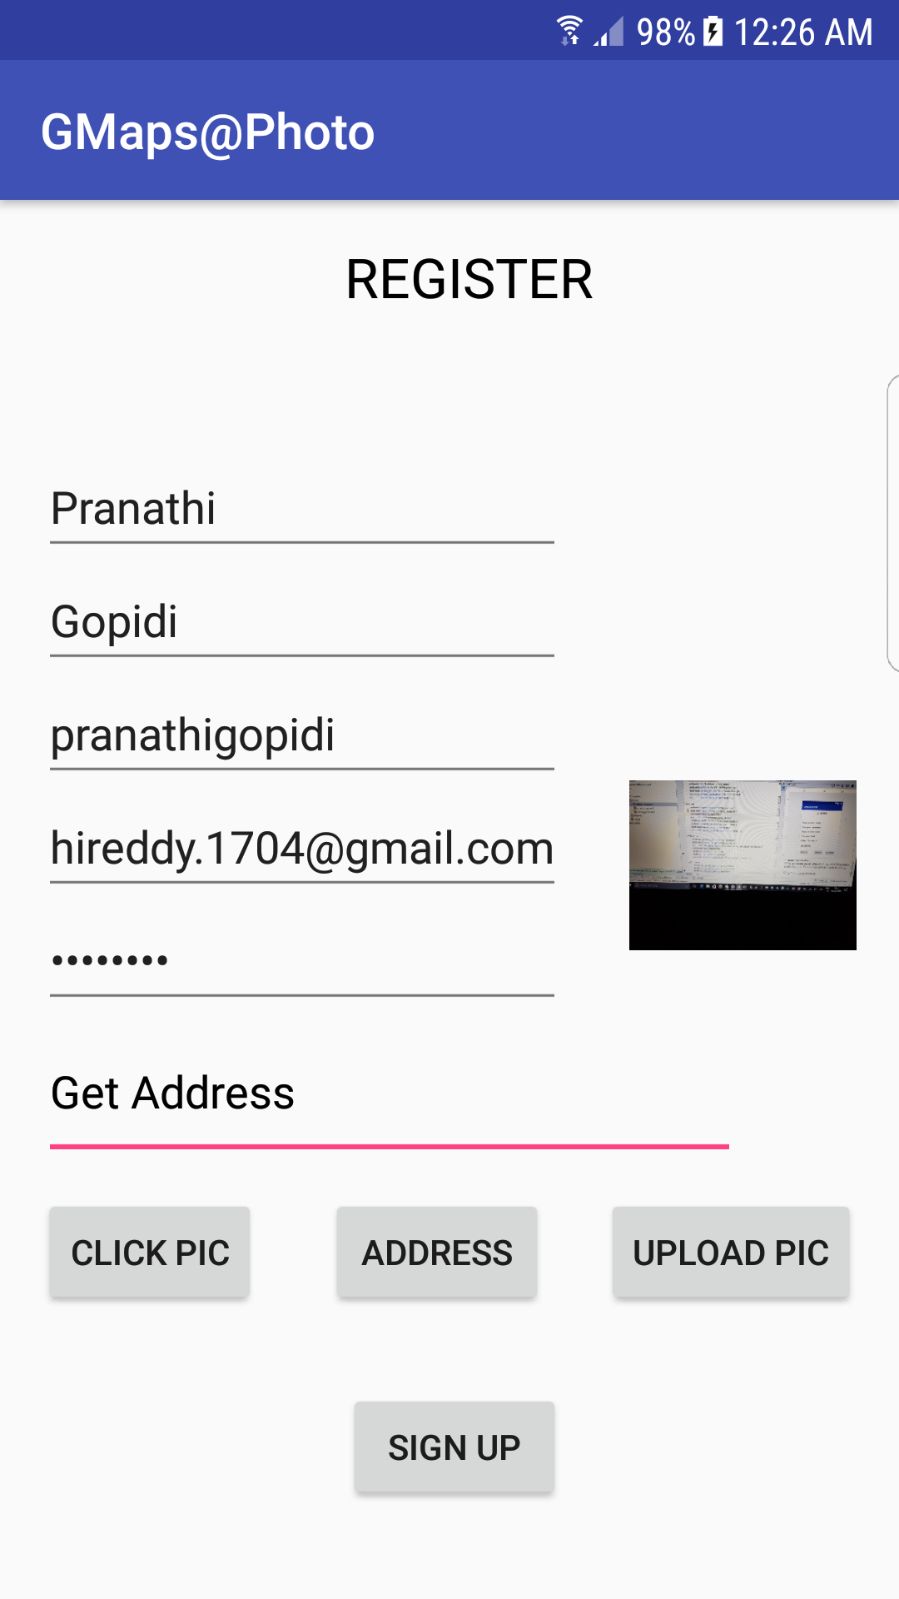 98% 12:26 AM
GMaps@Photo
REGISTER
Pranathi
Gopidi
pranathigopidi
hireddy.1704@gmail.com
••••••••
Get Address
CLICK PIC ADDRESS UPLOAD PIC
SIGN UP